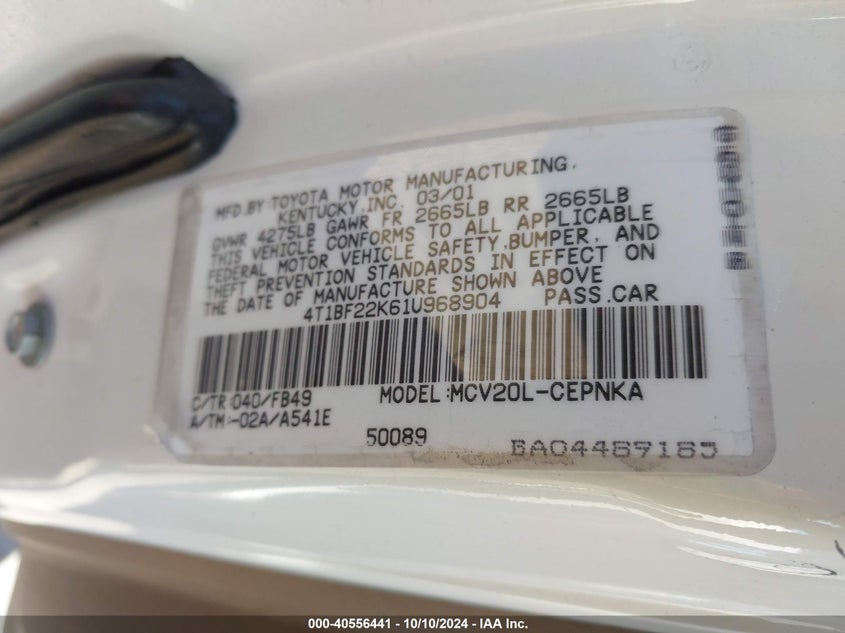 MFD.BY:TOYOTA MOTOR MANUFACTURING.
KENTUCKY,INC. 03/01
GVWR 4275LB GAWR FR 2665LB RR 2665LB
THIS VEHICLE CONFORMS TO ALL APPLICABLE
FEDERAL MOTOR VEHICLE SAFETY,BUMPER, AND
THEFT PREVENTION STANDARDS IN EFFECT ON
THE DATE OF MANUFACTURE SHOWN ABOVE
4T1BF22K61U968904 PASS.CAR
C/TR:040/FB49 MODEL:MCV20L-CEPNKA
A/TM:-02A/A541E
50089
BA04489185
000-40556441 - 10/10/2024 - IAA Inc.